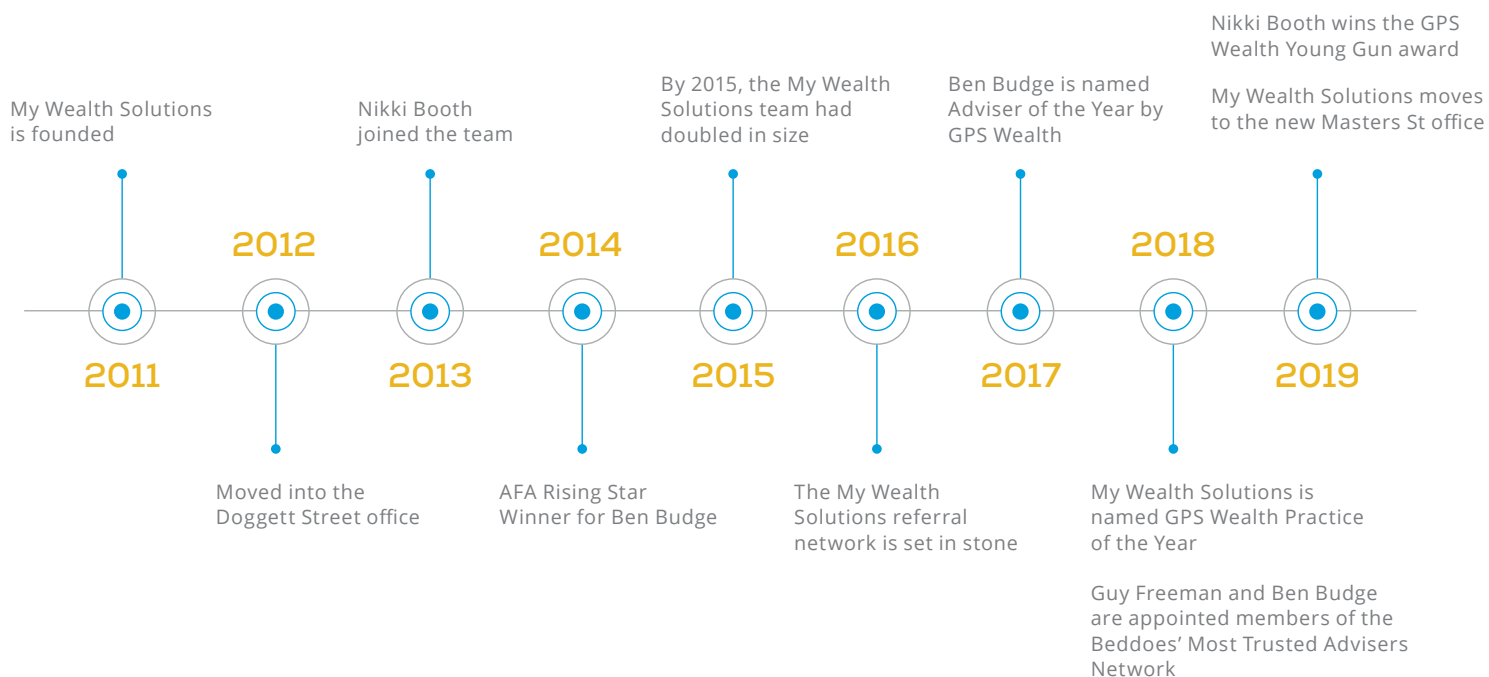 My Wealth Solutions
is founded
2011
2012
Moved into the
Doggett Street office
Nikki Booth
joined the team
2013
2014
AFA Rising Star
Winner for Ben Budge
By 2015, the My Wealth
Solutions team had
doubled in size
2015
2016
The My Wealth
Solutions referral
network is set in stone
Ben Budge is named
Adviser of the Year by
GPS Wealth
2017
2018
My Wealth Solutions is
named GPS Wealth Practice
of the Year
Guy Freeman and Ben Budge
are appointed members of the
Beddoes’ Most Trusted Advisers
Network
Nikki Booth wins the GPS
Wealth Young Gun award
My Wealth Solutions moves
to the new Masters St office
2019